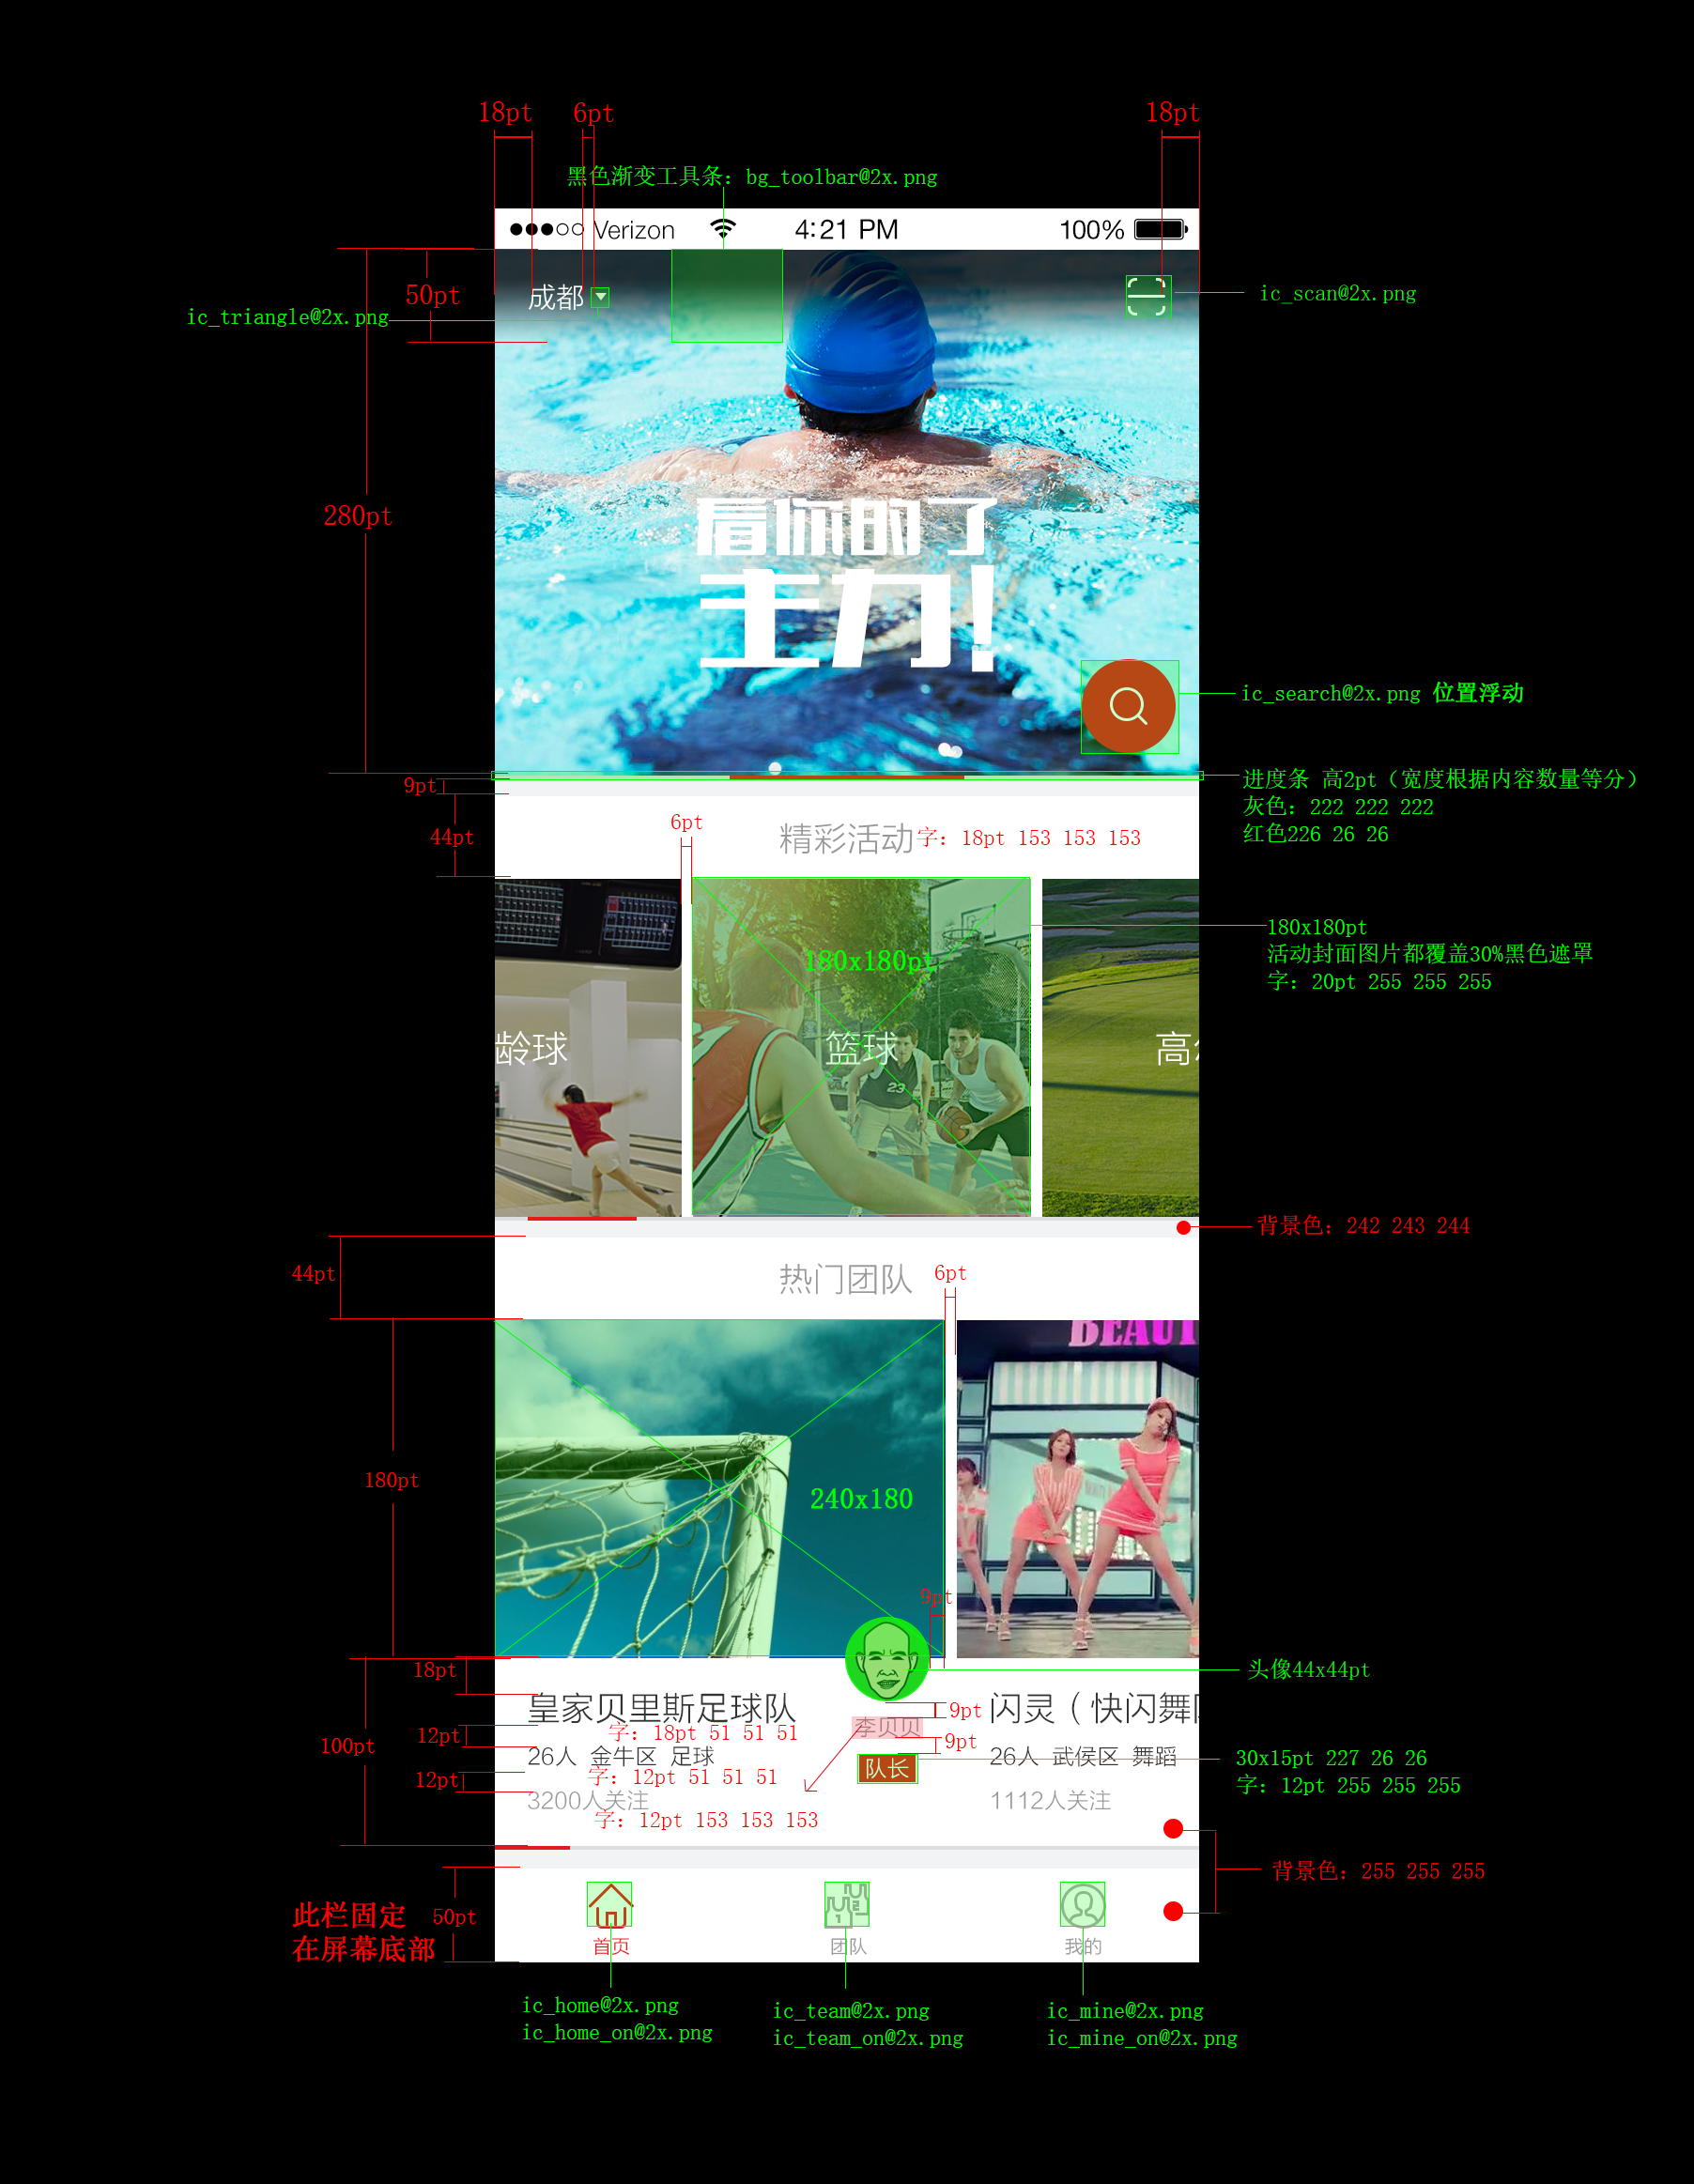 18pt
6pt
18pt
黑色渐变工具条: bg_toolbar@2x.png
Verizon
4:21 PM
100%
50pt
成都
ic_scan@2x.png
ic_triangle@2x.png
280pt
看你的了
主力!
ic_search@2x.png 位置浮动
9pt
进度条 高2pt（宽度根据内容数量等分）
灰色: 222 222 222
红色226 26 26
44pt
6pt
精彩活动
字: 18pt 153 153 153
180x180pt
180x180pt
活动封面图片都覆盖30%黑色遮罩
字: 20pt 255 255 255
龄球
篮球
23
背景色: 242 243 244
44pt
热门团队
6pt
BEAU
180pt
240x180
9pt
18pt
头像44x44pt
皇家贝里斯足球队
9pt
闪灵（快闪舞
李贝贝
12pt
字: 18pt 51 51 51
9pt
100pt
26人 金牛区 足球
26人 武侯区 舞蹈
30x15pt 227 26 26
队长
字: 12pt 255 255 255
12pt
字: 12pt 51 51 51
3200人关注
1112人关注
字: 12pt 153 153 153
背景色: 255 255 255
此栏固定
在屏幕底部
50pt
1
2
首页
团队
我的
ic_home@2x.png
ic_home_on@2x.png
ic_team@2x.png
ic_team_on@2x.png
ic_mine@2x.png
ic_mine_on@2x.png